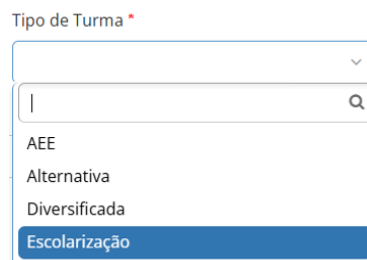 Tipo de Turma *
AEE
Alternativa
Diversificada
Escolarização